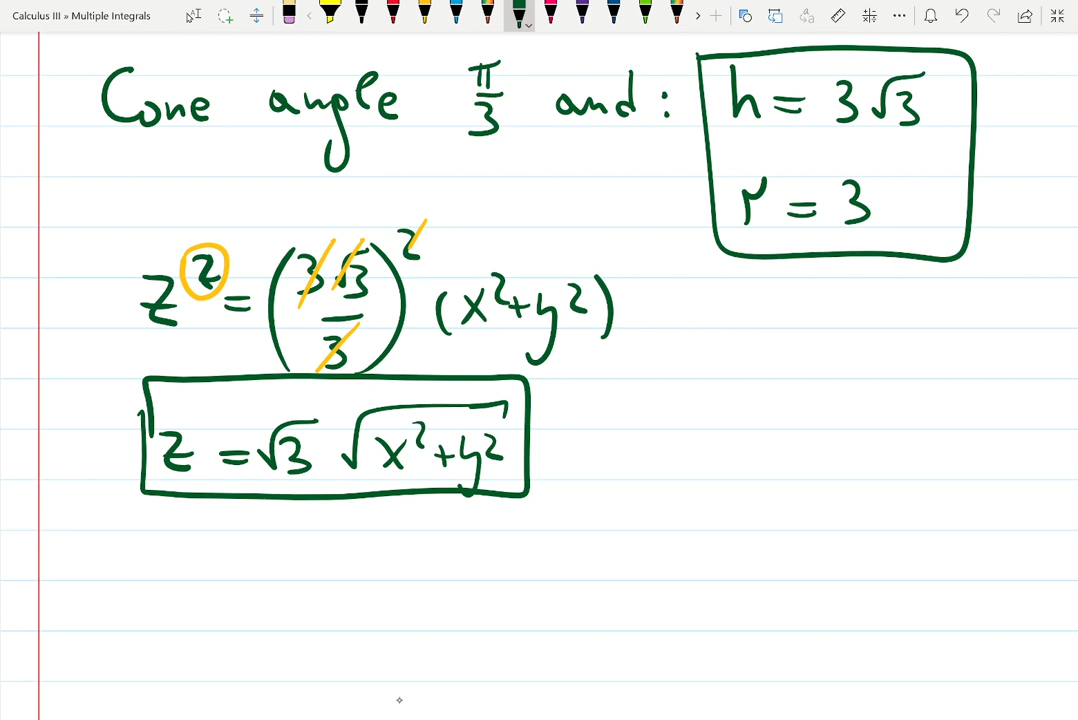 Calculus III » Multiple Integrals
Cone angle π/3 and: h = 3√3
r = 3
z² = (3√3/3)² (x²+y²)
z = √3 √(x²+y²)